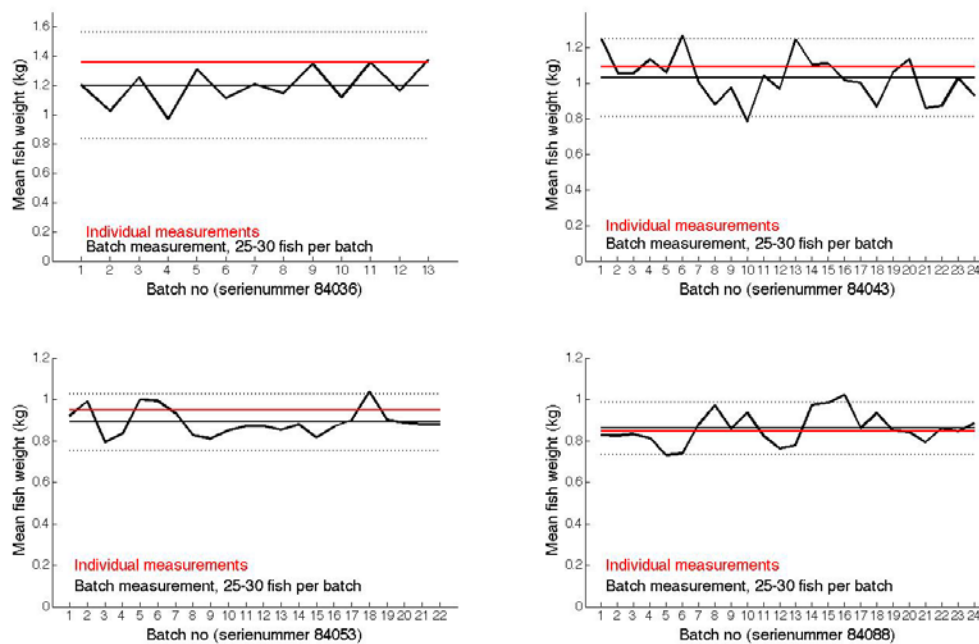 1.6
1.4
1.2
1
0.8
0.6
0.4
0.2
0
Mean fish weight (kg)
Individual measurements
Batch measurement, 25-30 fish per batch
1 2 3 4 5 6 7 8 9 10 11 12 13
Batch no (serienummer 84036)
1.2
1
0.8
0.6
0.4
0.2
0
Mean fish weight (kg)
Individual measurements
Batch measurement, 25-30 fish per batch
1 2 3 4 5 6 7 8 9 10 11 12 13 14 15 16 17 18 19 20 21 22 23 24
Batch no (serienummer 84043)
1.2
1
0.8
0.6
0.4
0.2
0
Mean fish weight (kg)
Individual measurements
Batch measurement, 25-30 fish per batch
1 2 3 4 5 6 7 8 9 10 11 12 13 14 15 16 17 18 19 20 21 22
Batch no (serienummer 84053)
1.2
1
0.8
0.6
0.4
0.2
0
Mean fish weight (kg)
Individual measurements
Batch measurement, 25-30 fish per batch
1 2 3 4 5 6 7 8 9 10 11 12 13 14 15 16 17 18 19 20 21 22 23 24
Batch no (serienummer 84088)